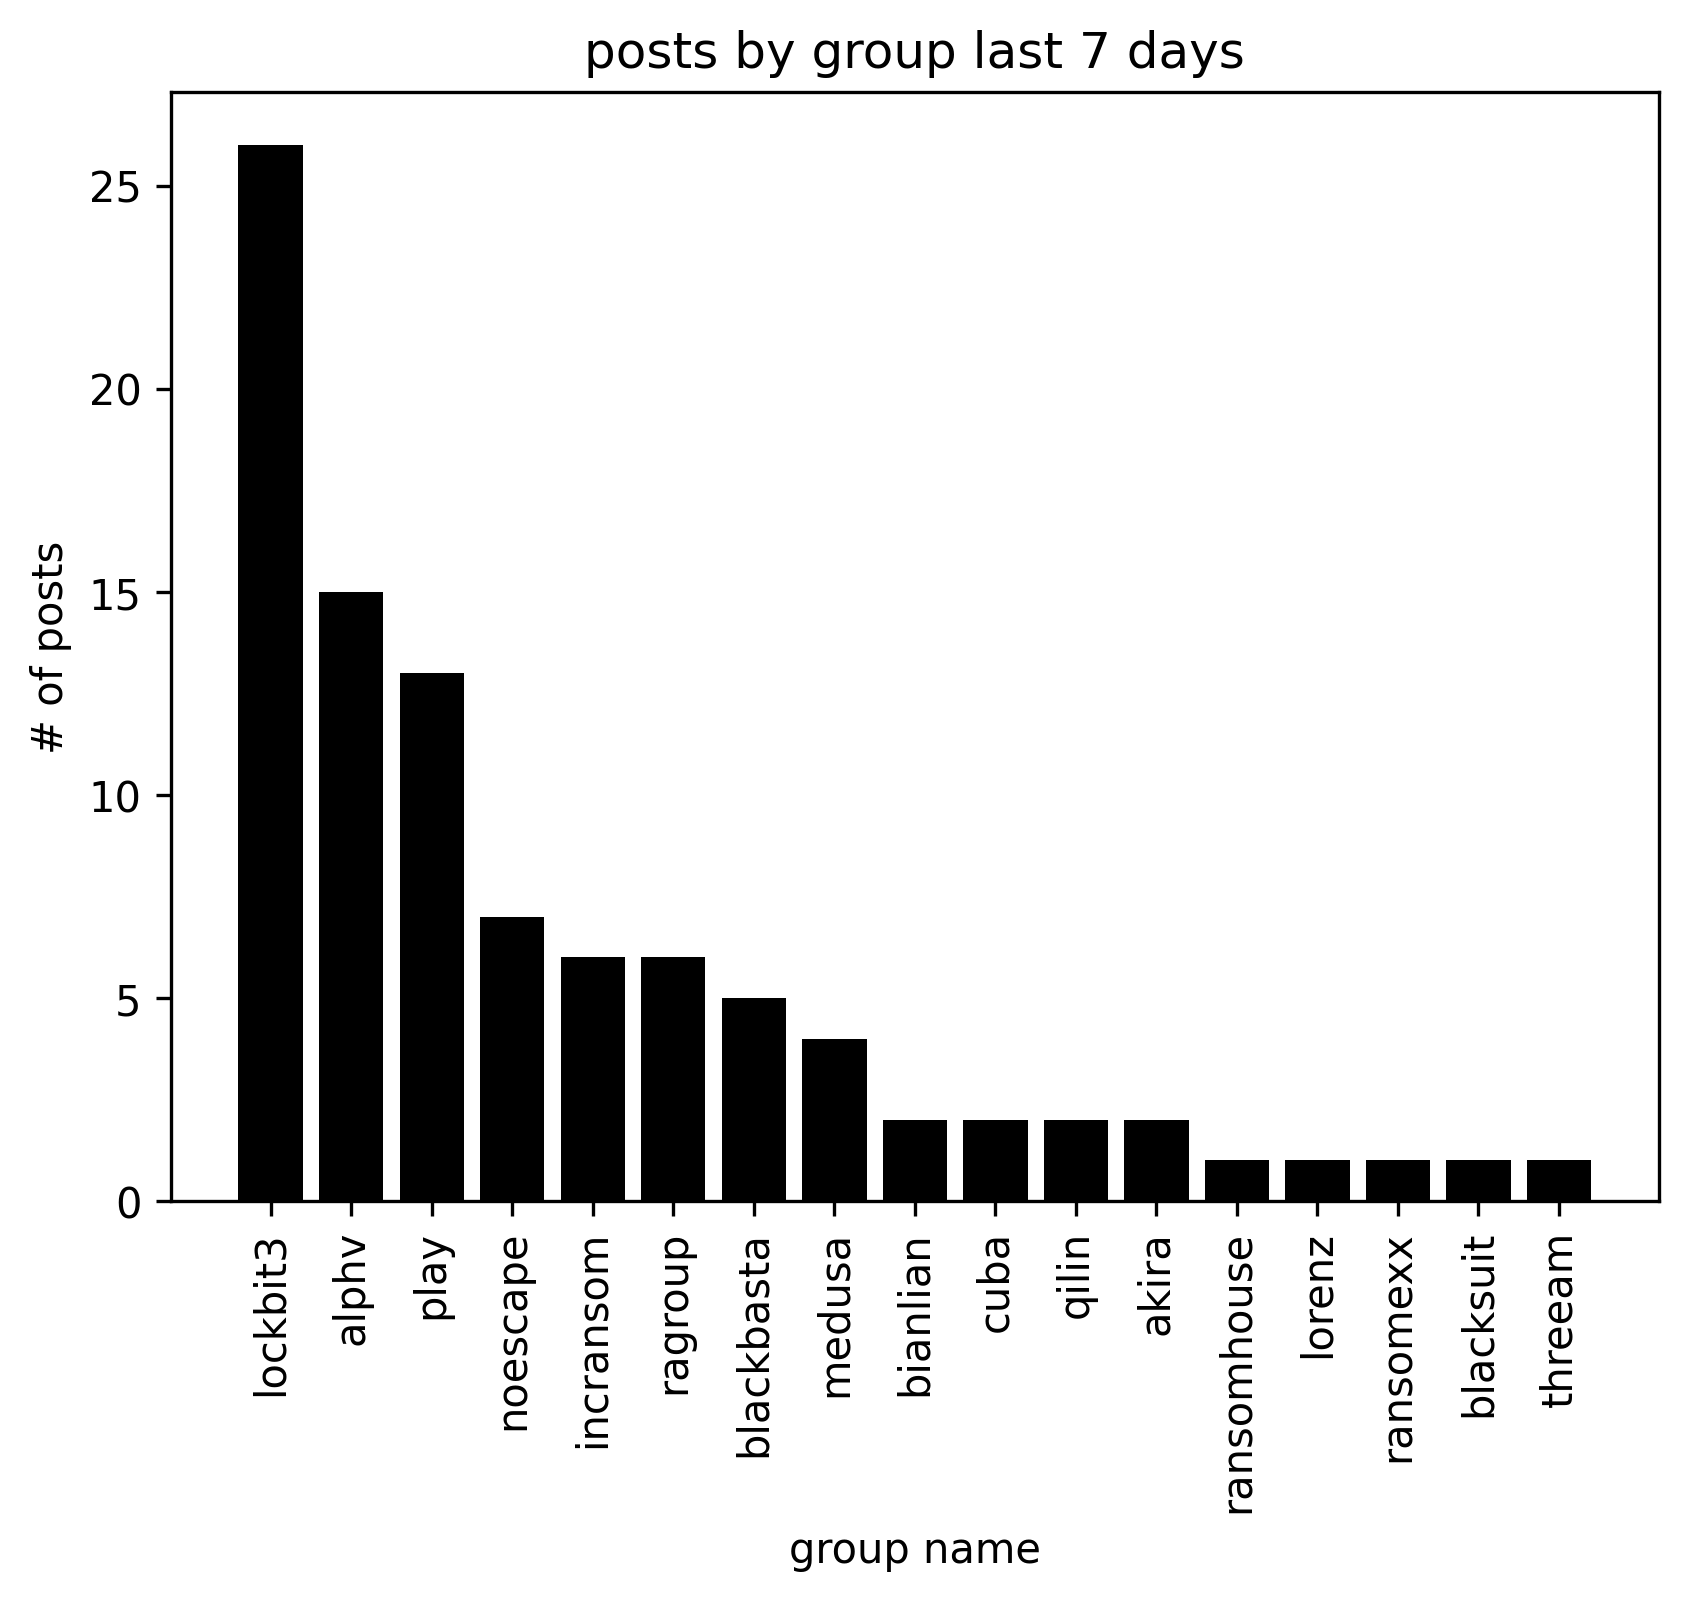 posts by group last 7 days
# of posts
25
20
15
10
5
0
lockbit3
alphv
play
noescape
incransom
ragroup
blackbasta
medusa
bianlian
cuba
qilin
akira
ransomhouse
lorenz
ransomexx
blacksuit
threeam
group name